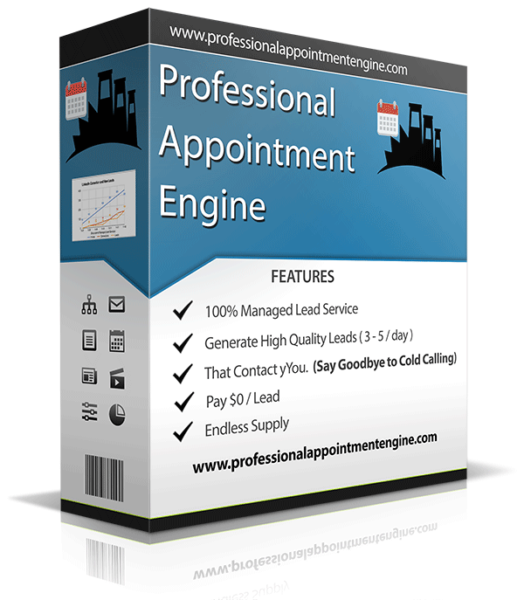 www.professionalappointmentengine.com
Professional
Appointment
Engine
FEATURES
100% Managed Lead Service
Generate High Quality Leads ( 3 - 5 / day )
That Contact yYou. (Say Goodbye to Cold Calling)
Pay $0 / Lead
Endless Supply
www.professionalappointmentengine.com